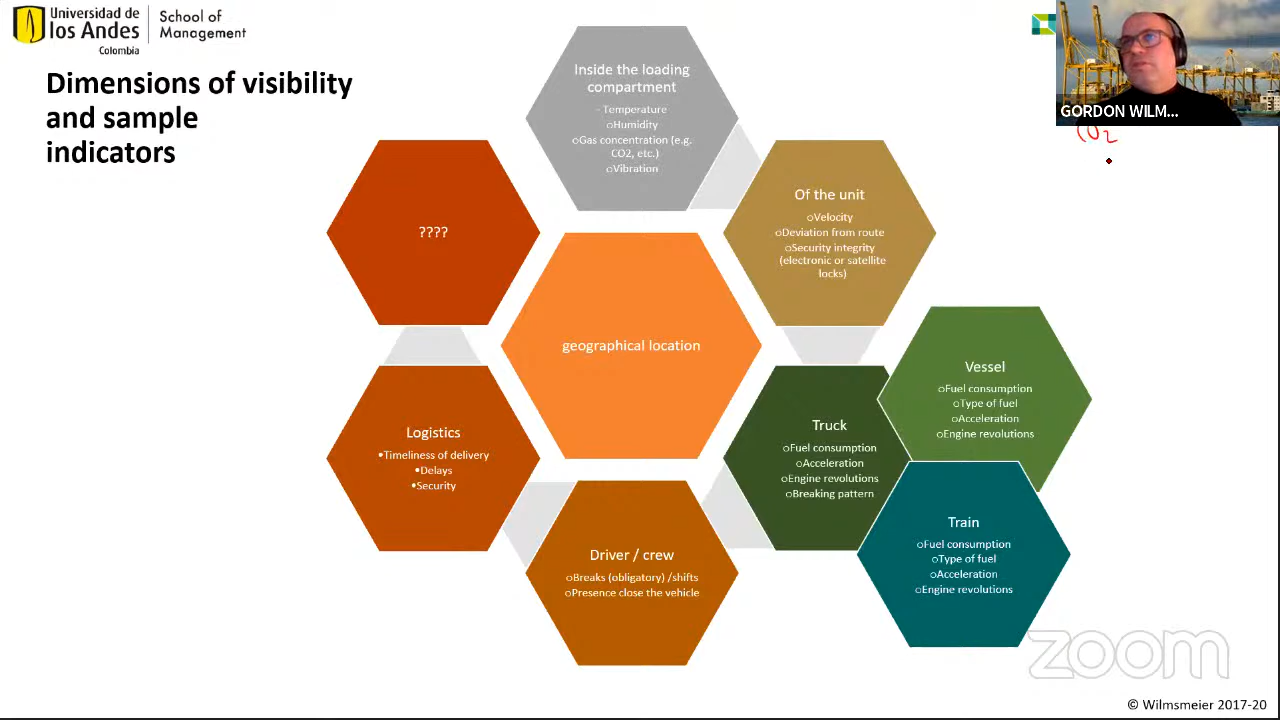 Universidad de
los Andes
Colombia
School of
Management
Dimensions of visibility
and sample
indicators
Inside the loading
compartment
- Temperature
oHumidity
oGas concentration (e.g.
CO2, etc.)
oVibration
GORDON WILM...
CO2
????
Of the unit
oVelocity
oDeviation from route
oSecurity integrity
(electronic or satellite
locks)
geographical location
Vessel
oFuel consumption
oType of fuel
oAcceleration
oEngine revolutions
Logistics
•Timeliness of delivery
•Delays
•Security
Truck
oFuel consumption
oAcceleration
oEngine revolutions
oBreaking pattern
Driver / crew
oBreaks (obligatory) /shifts
oPresence close the vehicle
Train
oFuel consumption
oType of fuel
oAcceleration
oEngine revolutions
zoom
© Wilmsmeier 2017-20